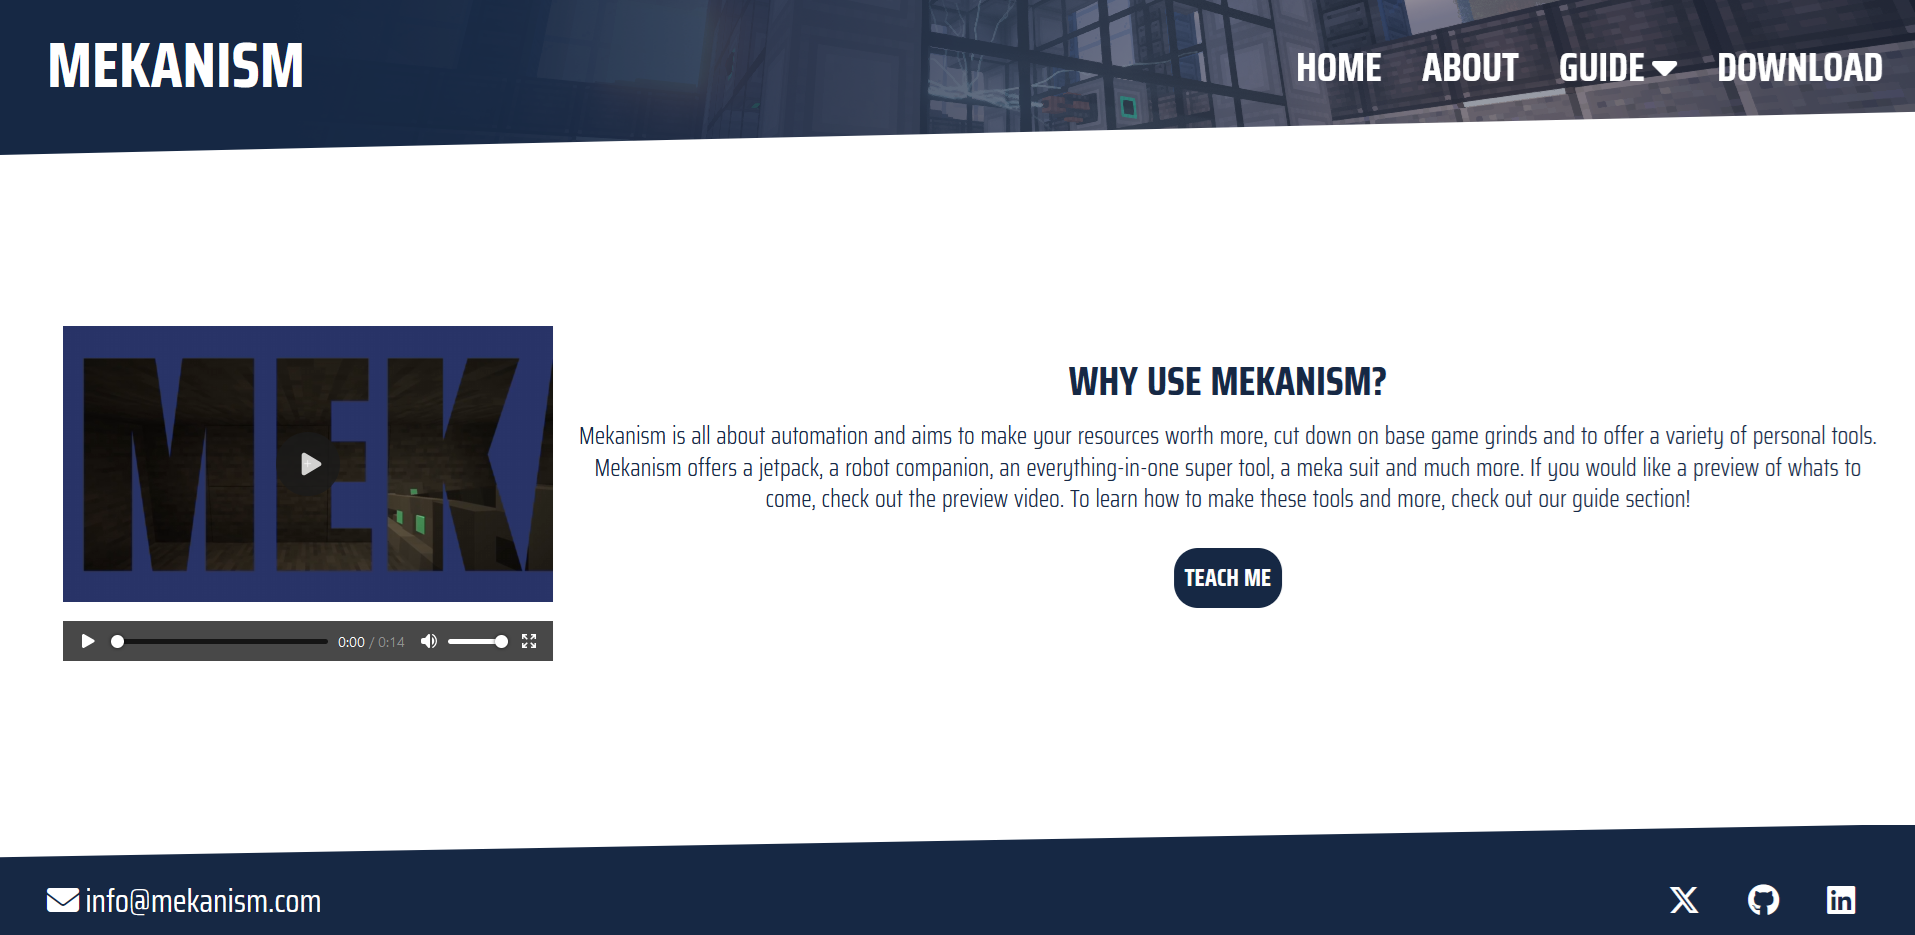 MEKANISM
HOME ABOUT GUIDE DOWNLOAD
MEK
WHY USE MEKANISM?
Mekanism is all about automation and aims to make your resources worth more, cut down on base game grinds and to offer a variety of personal tools.
Mekanism offers a jetpack, a robot companion, an everything-in-one super tool, a meka suit and much more. If you would like a preview of whats to
come, check out the preview video. To learn how to make these tools and more, check out our guide section!
TEACH ME
0:00 / 0:14
info@mekanism.com